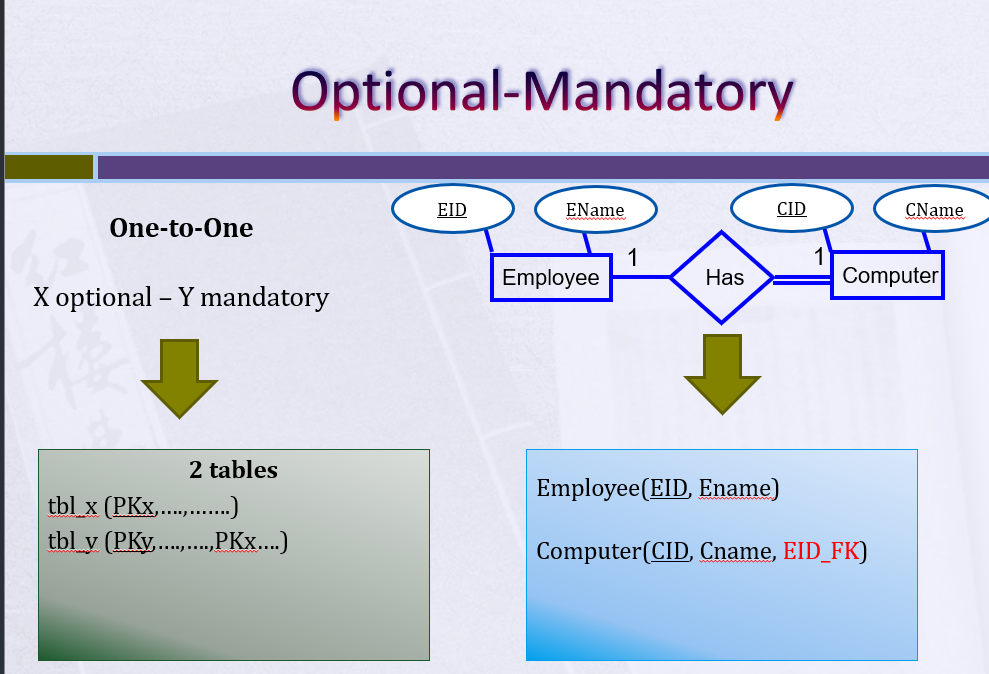 Optional-Mandatory
One-to-One
X optional – Y mandatory
EID
EName
CID
CName
Employee
1
Has
1
Computer
2 tables
tbl_x (PKx,....,.......)
tbl_y (PKy,....,....,PKx....)
Employee(EID, Ename)
Computer(CID, Cname, EID_FK)